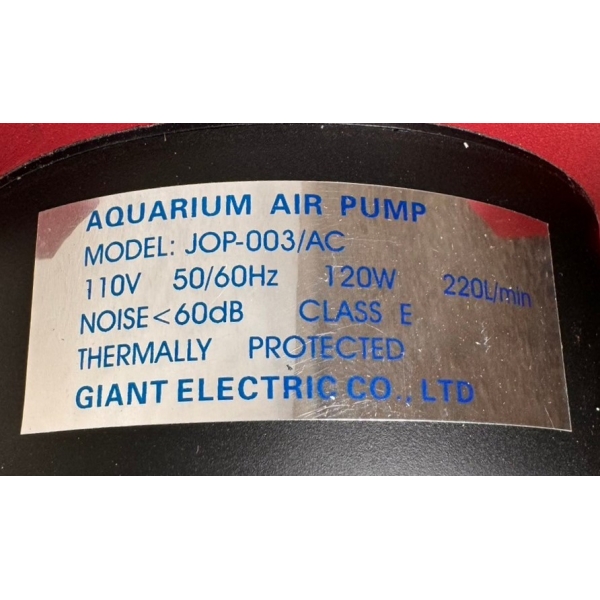 AQUARIUM AIR PUMP
MODEL: JOP-003/AC
110V 50/60Hz 120W 220L/min
NOISE<60dB CLASS E
THERMALLY PROTECTED
GIANT ELECTRIC CO., LTD